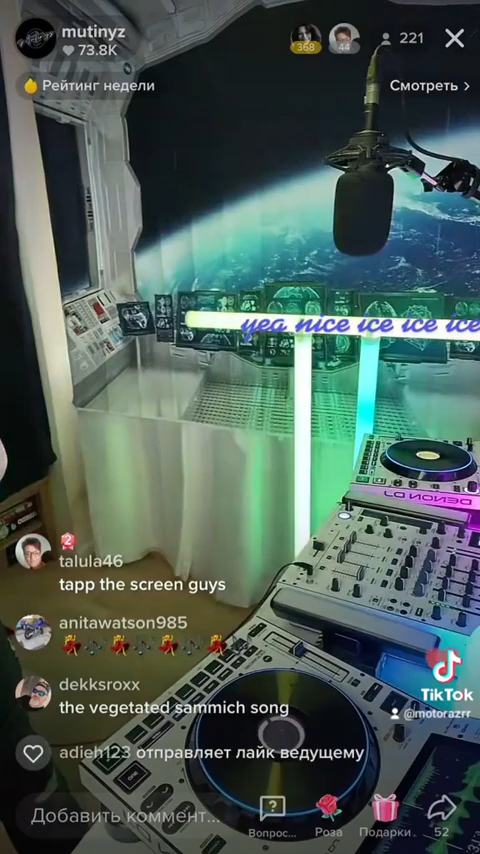 mutinyz
73.8K
368
44
221
Рейтинг недели
Смотреть >
yea nice ice ice ice
DENON DJ
2
talula46
tapp the screen guys
anitawatson985
dekksroxx
the vegetated sammich song
TikTok
@motorazrr
adieh123 отправляет лайк ведущему
Добавить коммент...
Вопрос...
Роза
Подарки
52